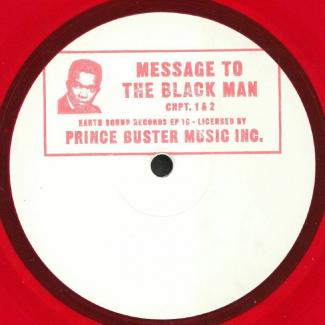 MESSAGE TO
THE BLACK MAN
CHPT. 1 & 2
EARTH SOUND RECORDS EP 16 - LICENSED BY
PRINCE BUSTER MUSIC INC.